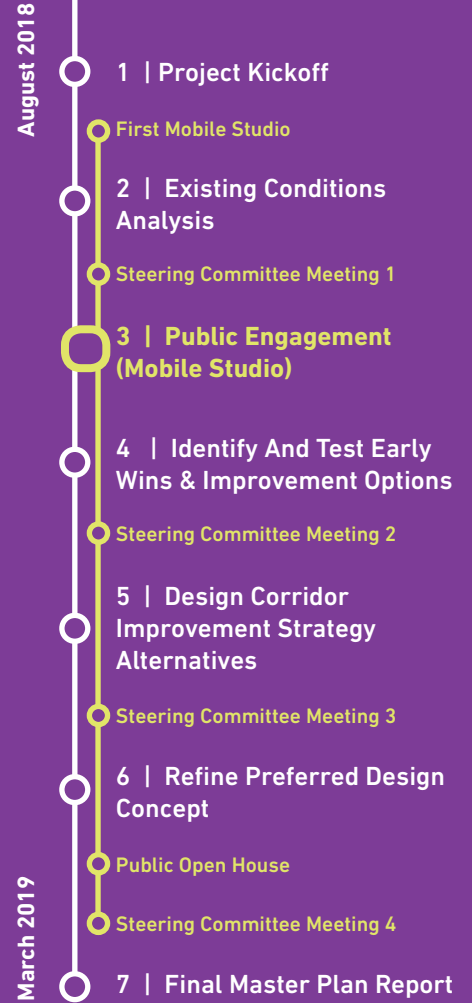 August 2018
1 | Project Kickoff
First Mobile Studio
2 | Existing Conditions
Analysis
Steering Committee Meeting 1
3 | Public Engagement
(Mobile Studio)
4 | Identify And Test Early
Wins & Improvement Options
Steering Committee Meeting 2
5 | Design Corridor
Improvement Strategy
Alternatives
Steering Committee Meeting 3
6 | Refine Preferred Design
Concept
Public Open House
Steering Committee Meeting 4
March 2019
7 | Final Master Plan Report